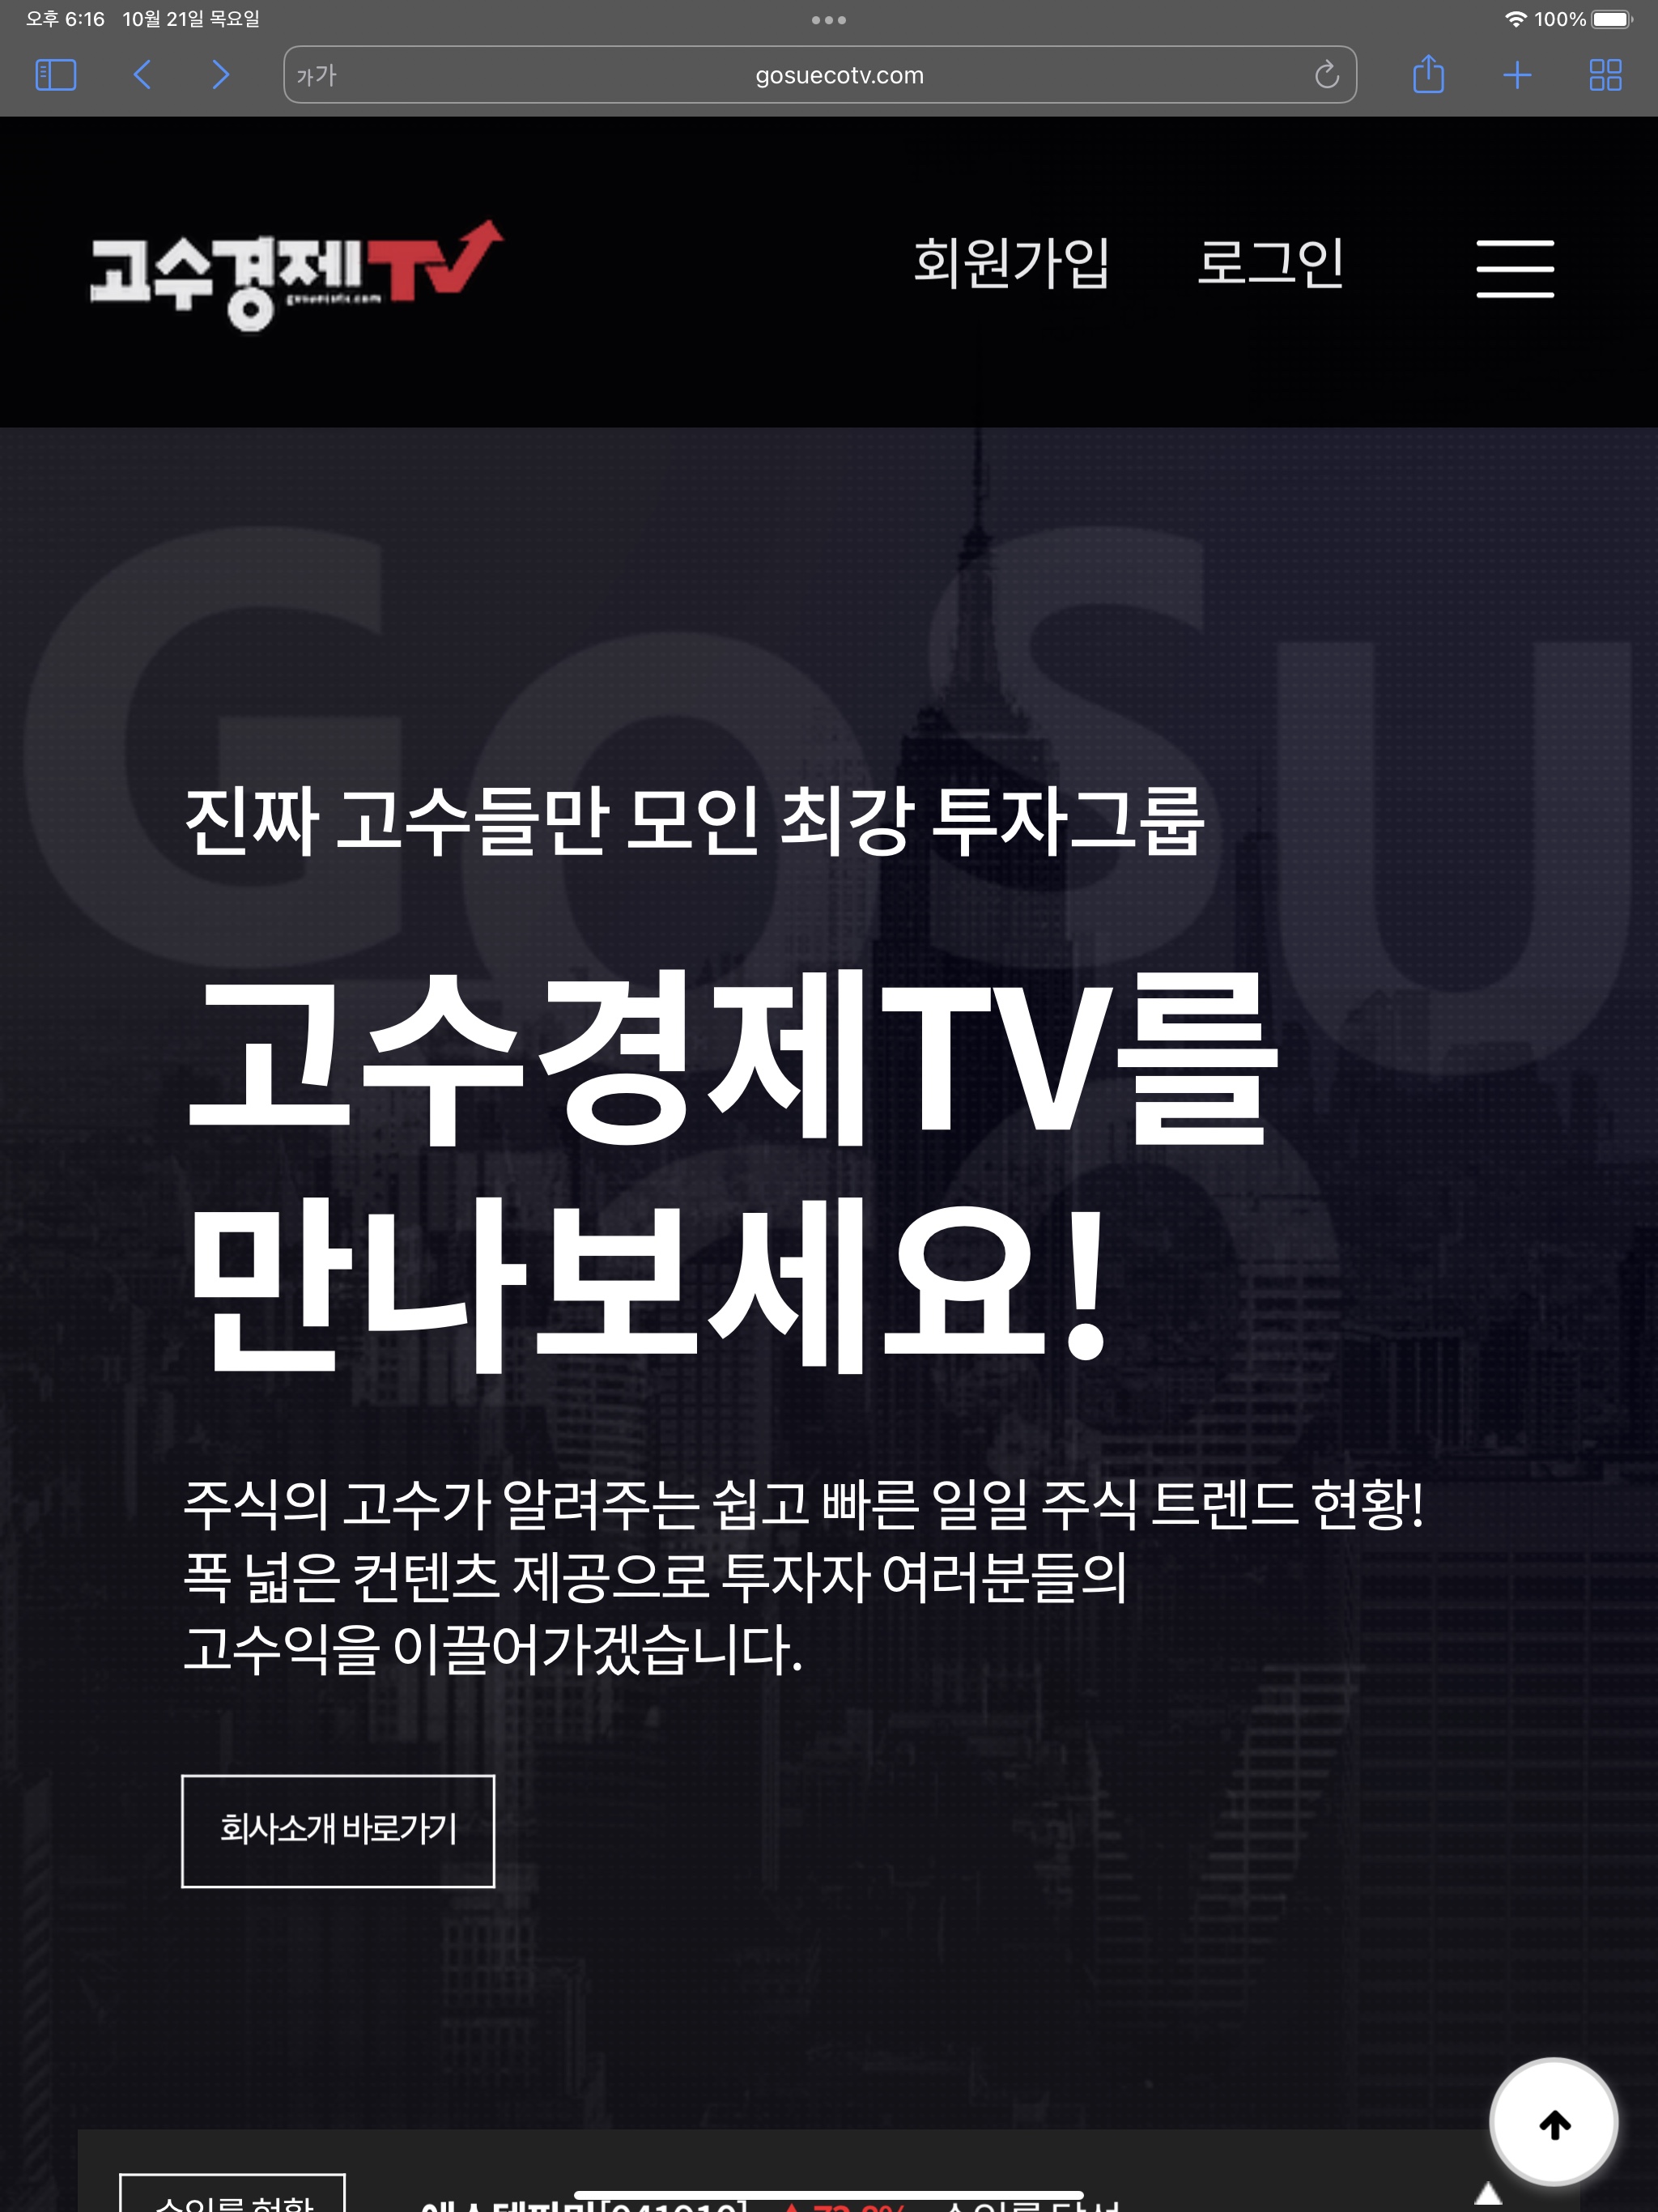 오후 6:16 10월 21일 목요일
100%
가가
gosuecotv.com
고수경제TV
회원가입 로그인
GOSU
진짜 고수들만 모인 최강 투자그룹
고수경제TV를
만나보세요!
주식의 고수가 알려주는 쉽고 빠른 일일 주식 트렌드 현황!
폭 넓은 컨텐츠 제공으로 투자자 여러분들의
고수익을 이끌어가겠습니다.
회사소개 바로가기
수익률 현황